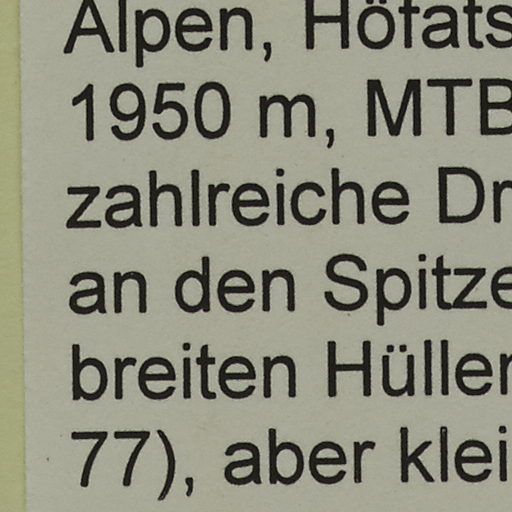 Alpen, Höfats
1950 m, MTB
zahlreiche Dr
an den Spitze
breiten Hüller
77), aber klei